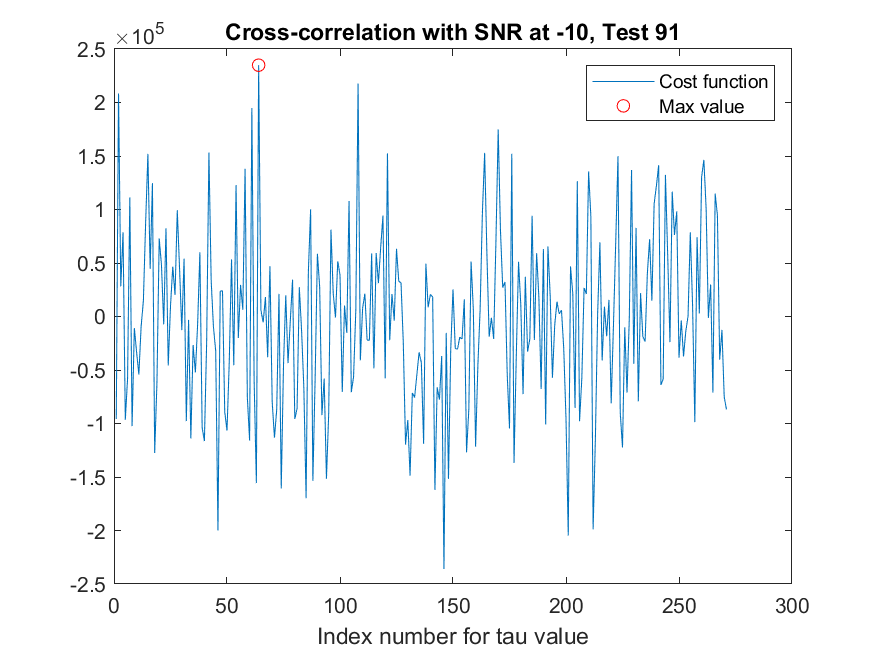 Cross-correlation with SNR at -10, Test 91
×10^5
2.5
2
1.5
1
0.5
0
-0.5
-1
-1.5
-2
-2.5
Cost function
Max value
0 50 100 150 200 250 300
Index number for tau value